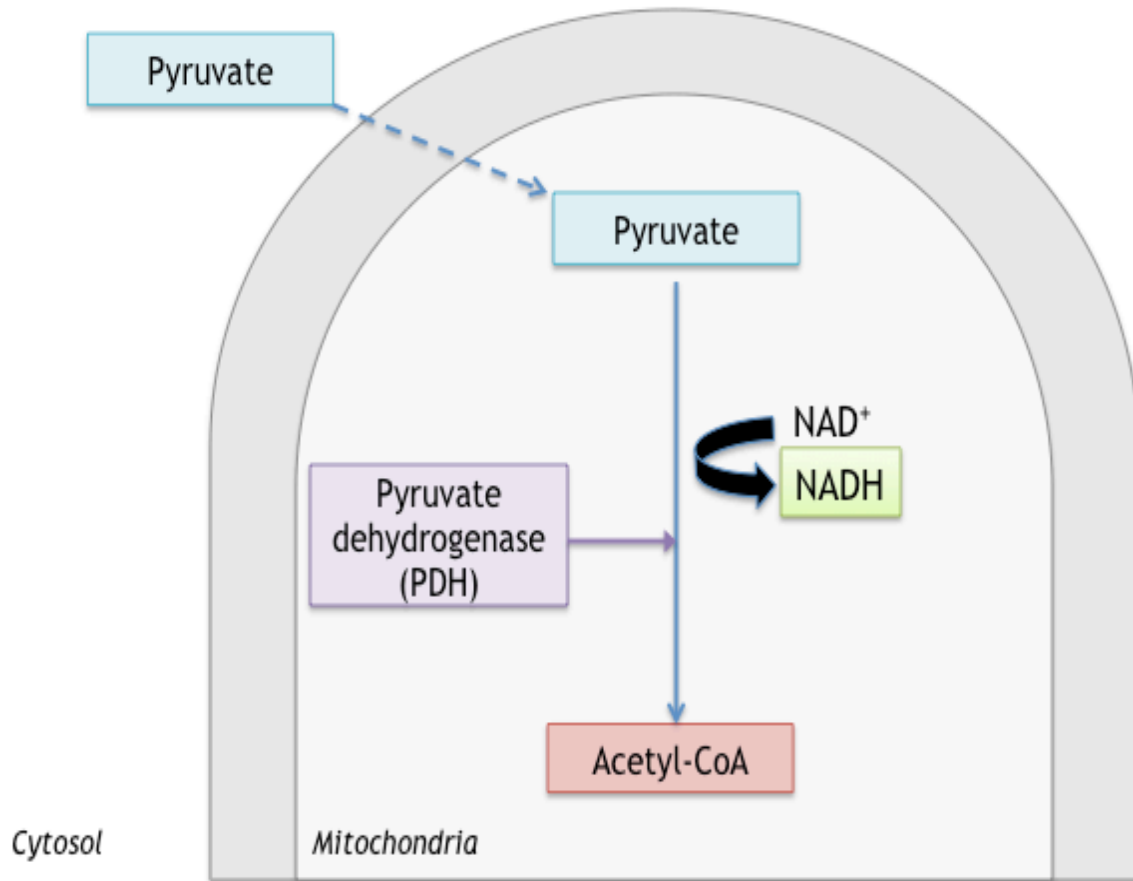 Pyruvate
Pyruvate
NAD⁺
NADH
Pyruvate
dehydrogenase
(PDH)
Acetyl-CoA
Cytosol
Mitochondria